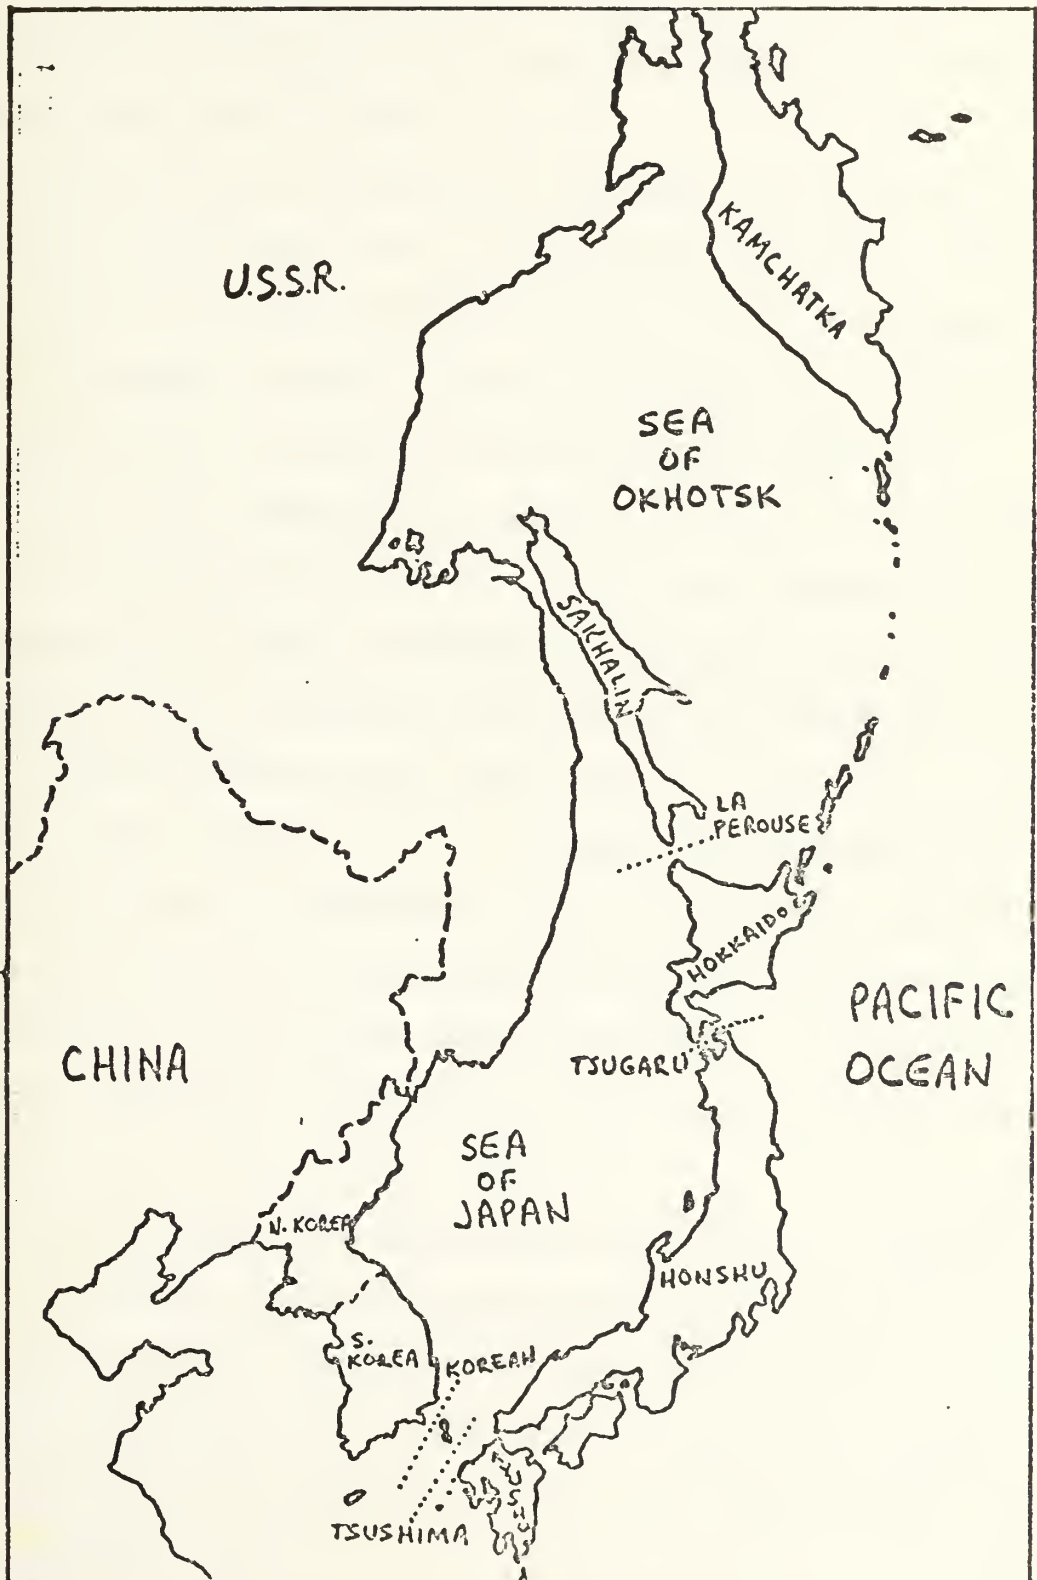 U.S.S.R.
KAMCHATKA
SEA
OF
OKHOTSK
SAKHALIN
LA
PEROUSE
HOKKAIDO
PACIFIC
OCEAN
CHINA
TSUGARU
SEA
OF
JAPAN
N. KOREA
HONSHU
S.
KOREA
KOREAN
KYUSHU
TSUSHIMA